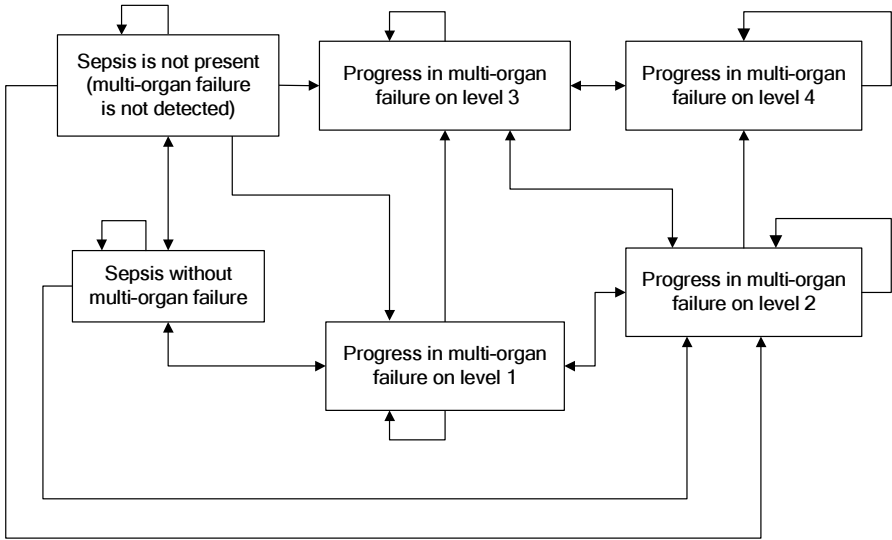 Sepsis is not present
(multi-organ failure
is not detected)
Progress in multi-organ
failure on level 3
Progress in multi-organ
failure on level 4
Sepsis without
multi-organ failure
Progress in multi-organ
failure on level 2
Progress in multi-organ
failure on level 1